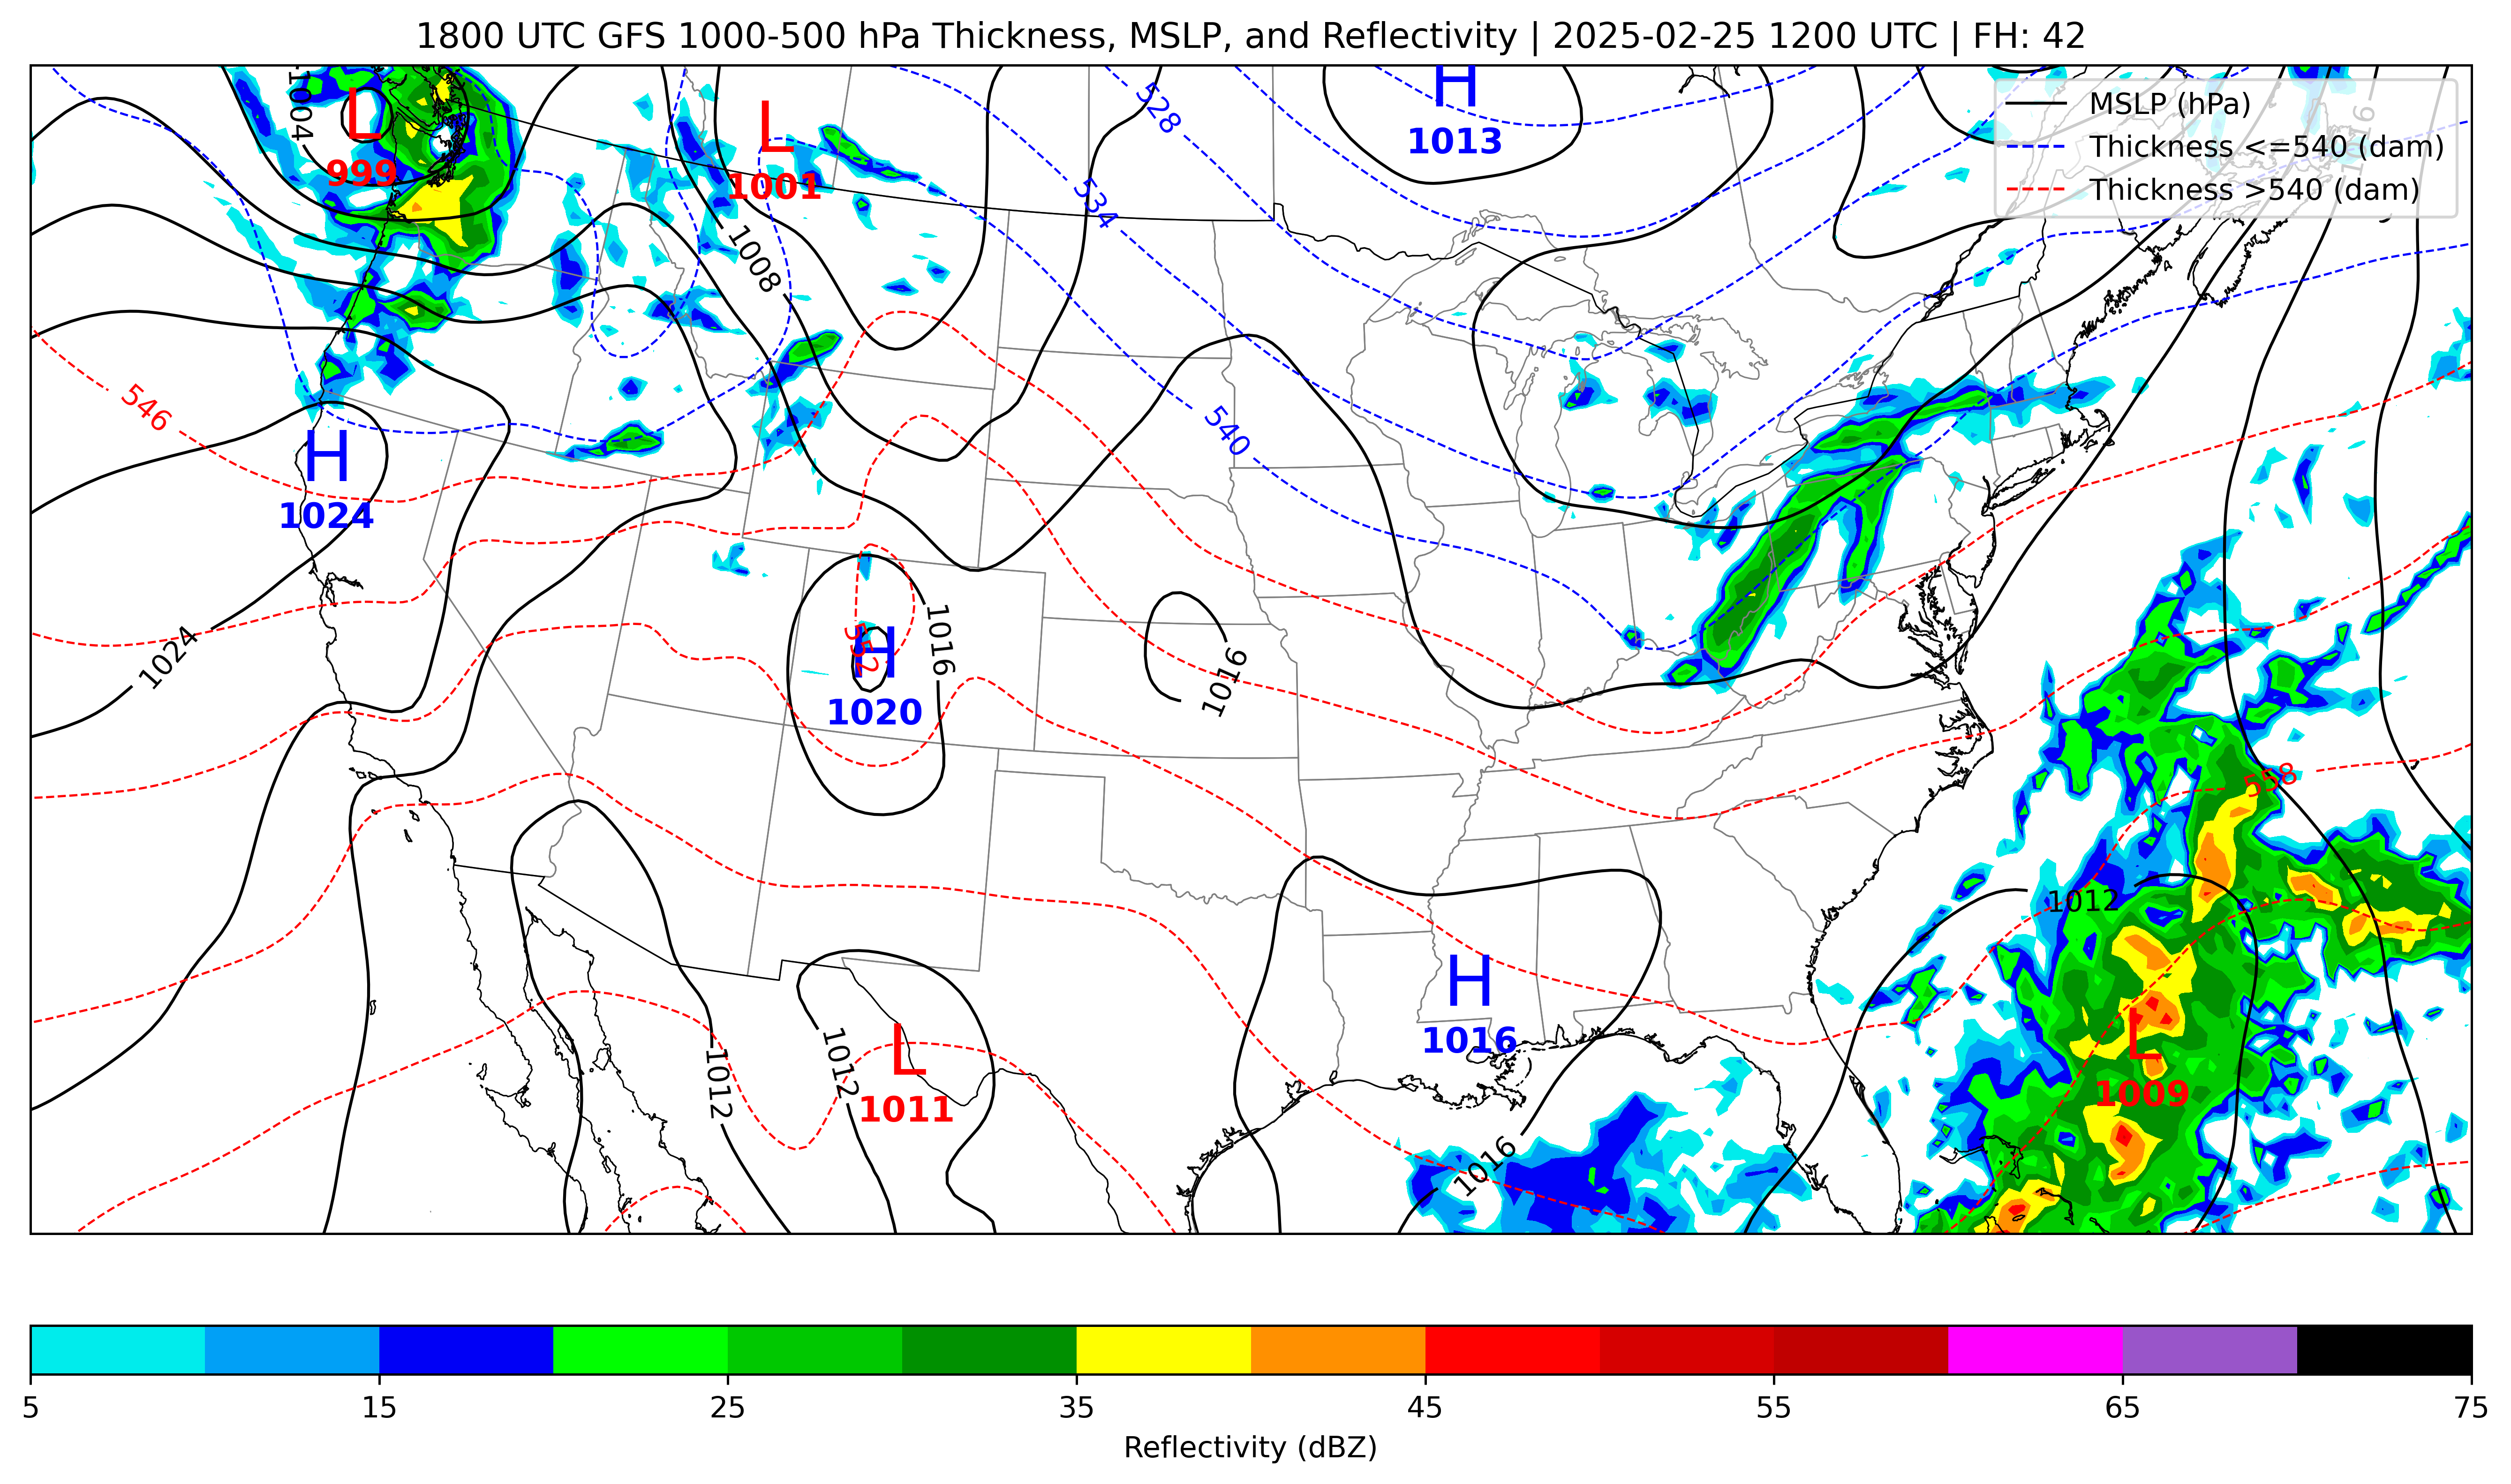 1800 UTC GFS 1000-500 hPa Thickness, MSLP, and Reflectivity | 2025-02-25 1200 UTC | FH: 42
MSLP (hPa)
Thickness <=540 (dam)
Thickness >540 (dam)
1004
L
999
L
1001
H
1013
528
534
1008
546
540
H
1024
1024
552
H
1020
1016
1016
558
1012
H
1016
L
1009
L
1011
1012
1012
1016
5 15 25 35 45 55 65 75
Reflectivity (dBZ)